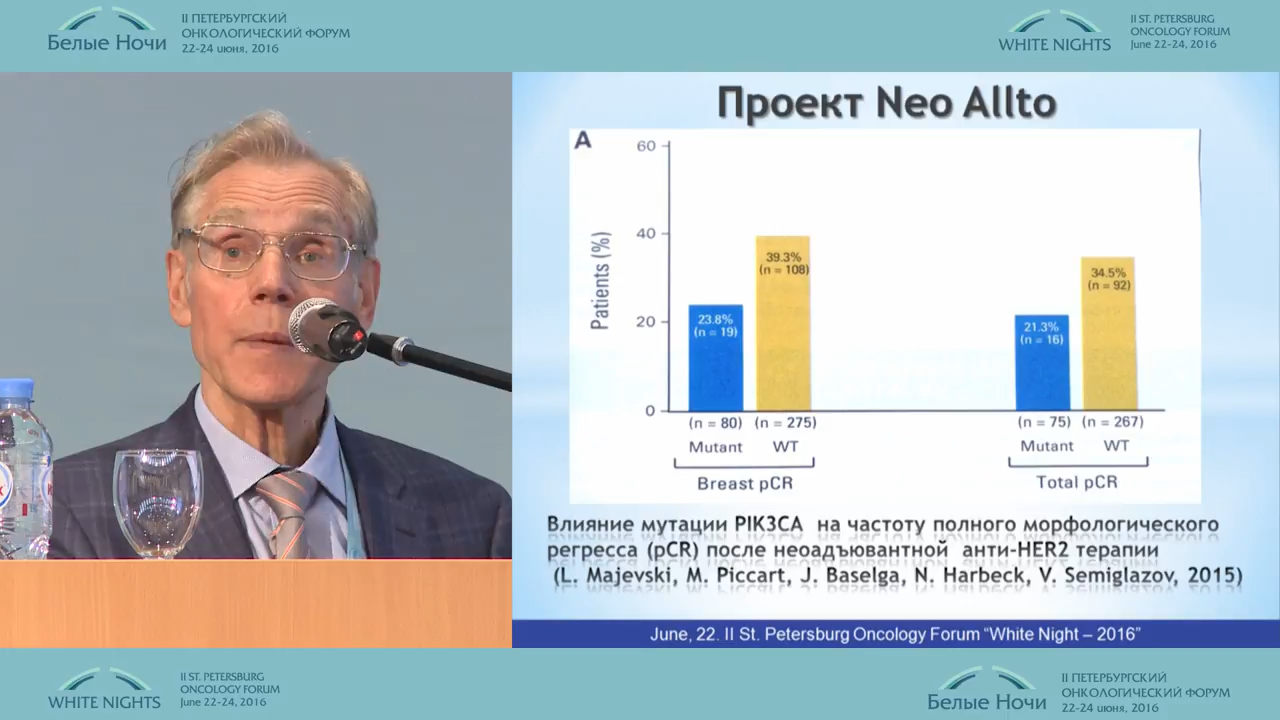 Белые Ночи
II ПЕТЕРБУРГСКИЙ
ОНКОЛОГИЧЕСКИЙ ФОРУМ
22-24 июня, 2016
WHITE NIGHTS
II ST. PETERSBURG
ONCOLOGY FORUM
June 22-24, 2016
Проект Neo Allto
A
Patients (%)
60
40
20
0
23.8%
(n = 19)
39.3%
(n = 108)
21.3%
(n = 16)
34.5%
(n = 92)
(n = 80) (n = 275)
Mutant WT
Breast pCR
(n = 75) (n = 267)
Mutant WT
Total pCR
Влияние мутации PIK3CA на частоту полного морфологического
регресса (pCR) после неоадъювантной анти-HER2 терапии
(L. Majevski, M. Piccart, J. Baselga, N. Harbeck, V. Semiglazov, 2015)
June, 22. II St. Petersburg Oncology Forum “White Night – 2016”
WHITE NIGHTS
II ST. PETERSBURG
ONCOLOGY FORUM
June 22-24, 2016
Белые Ночи
II ПЕТЕРБУРГСКИЙ
ОНКОЛОГИЧЕСКИЙ ФОРУМ
22-24 июня, 2016